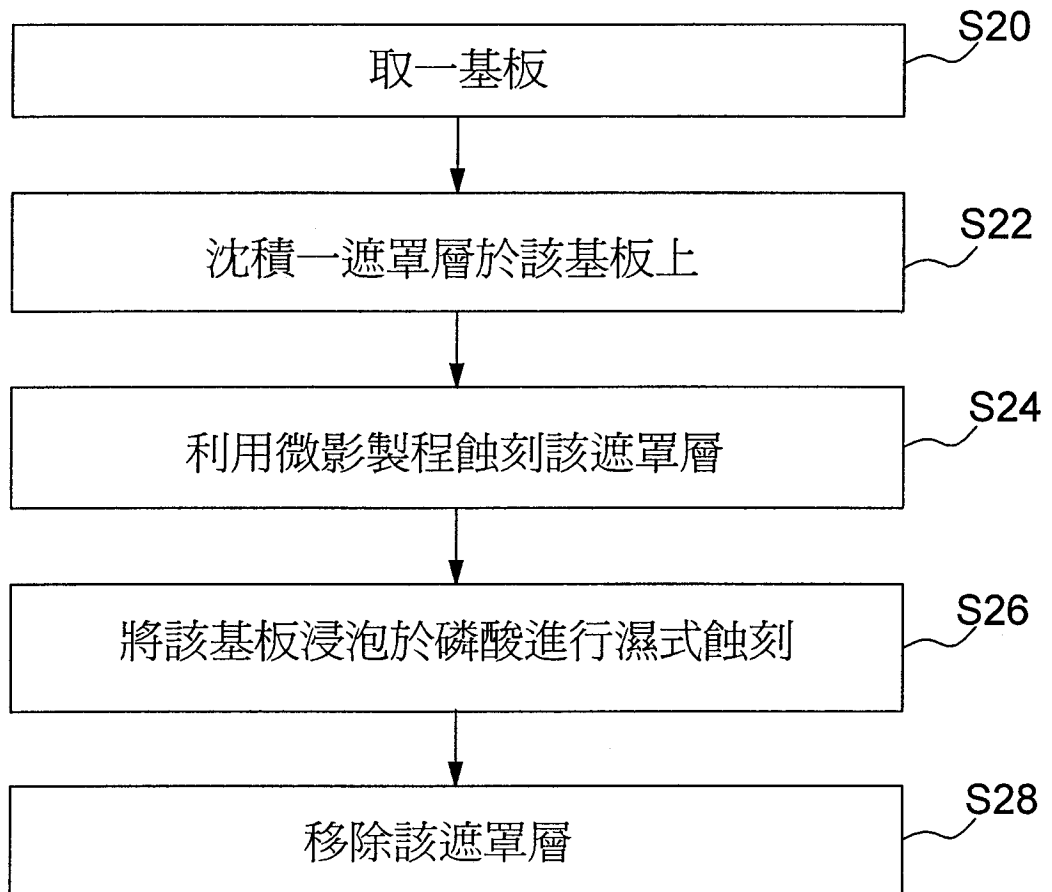 S20
取一基板
S22
沈積一遮罩層於該基板上
S24
利用微影製程蝕刻該遮罩層
S26
將該基板浸泡於磷酸進行濕式蝕刻
S28
移除該遮罩層